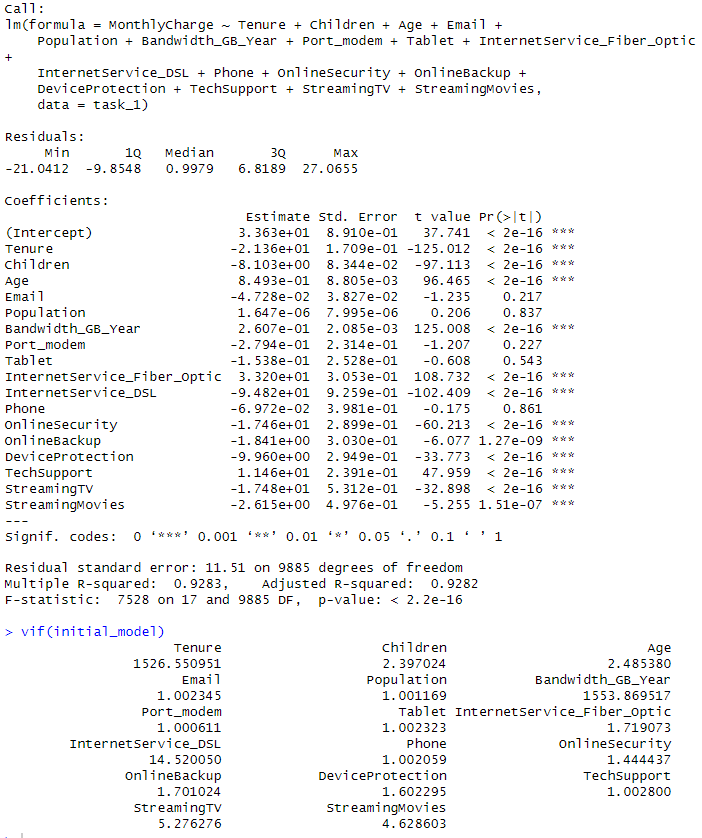 Call:
lm(formula = MonthlyCharge ~ Tenure + Children + Age + Email +
    Population + Bandwidth_GB_Year + Port_modem + Tablet + InternetService_Fiber_Optic
+
    InternetService_DSL + Phone + OnlineSecurity + OnlineBackup +
    DeviceProtection + TechSupport + StreamingTV + StreamingMovies,
    data = task_1)

Residuals:
     Min       1Q   Median       3Q      Max
-21.0412  -9.8548   0.9979   6.8189  27.0655

Coefficients:
                              Estimate Std. Error  t value Pr(>|t|)
(Intercept)                  3.363e+01  8.910e-01   37.741  < 2e-16 ***
Tenure                      -2.136e+01  1.709e-01 -125.012  < 2e-16 ***
Children                    -8.103e+00  8.344e-02  -97.113  < 2e-16 ***
Age                          8.493e-01  8.805e-03   96.465  < 2e-16 ***
Email                       -4.728e-02  3.827e-02   -1.235    0.217
Population                   1.647e-06  7.995e-06    0.206    0.837
Bandwidth_GB_Year            2.607e-01  2.085e-03  125.008  < 2e-16 ***
Port_modem                  -2.794e-01  2.314e-01   -1.207    0.227
Tablet                      -1.538e-01  2.528e-01   -0.608    0.543
InternetService_Fiber_Optic  3.320e+01  3.053e-01  108.732  < 2e-16 ***
InternetService_DSL         -9.482e+01  9.259e-01 -102.409  < 2e-16 ***
Phone                       -6.972e-02  3.981e-01   -0.175    0.861
OnlineSecurity              -1.746e+01  2.899e-01  -60.213  < 2e-16 ***
OnlineBackup                -1.841e+00  3.030e-01   -6.077 1.27e-09 ***
DeviceProtection            -9.960e+00  2.949e-01  -33.773  < 2e-16 ***
TechSupport                  1.146e+01  2.391e-01   47.959  < 2e-16 ***
StreamingTV                 -1.748e+01  5.312e-01  -32.898  < 2e-16 ***
StreamingMovies             -2.615e+00  4.976e-01   -5.255 1.51e-07 ***
---
Signif. codes:  0 ‘***’ 0.001 ‘**’ 0.01 ‘*’ 0.05 ‘.’ 0.1 ‘ ’ 1

Residual standard error: 11.51 on 9885 degrees of freedom
Multiple R-squared:  0.9283,    Adjusted R-squared:  0.9282
F-statistic:  7528 on 17 and 9885 DF,  p-value: < 2.2e-16

> vif(initial_model)
Tenure Children Age
1526.550951 2.397024 2.485380
Email Population Bandwidth_GB_Year
1.002345 1.001169 1553.869517
Port_modem Tablet InternetService_Fiber_Optic
1.000611 1.002323 1.719073
InternetService_DSL Phone OnlineSecurity
14.520050 1.002059 1.444437
OnlineBackup DeviceProtection TechSupport
1.701024 1.602295 1.002800
StreamingTV StreamingMovies
5.276276 4.628603